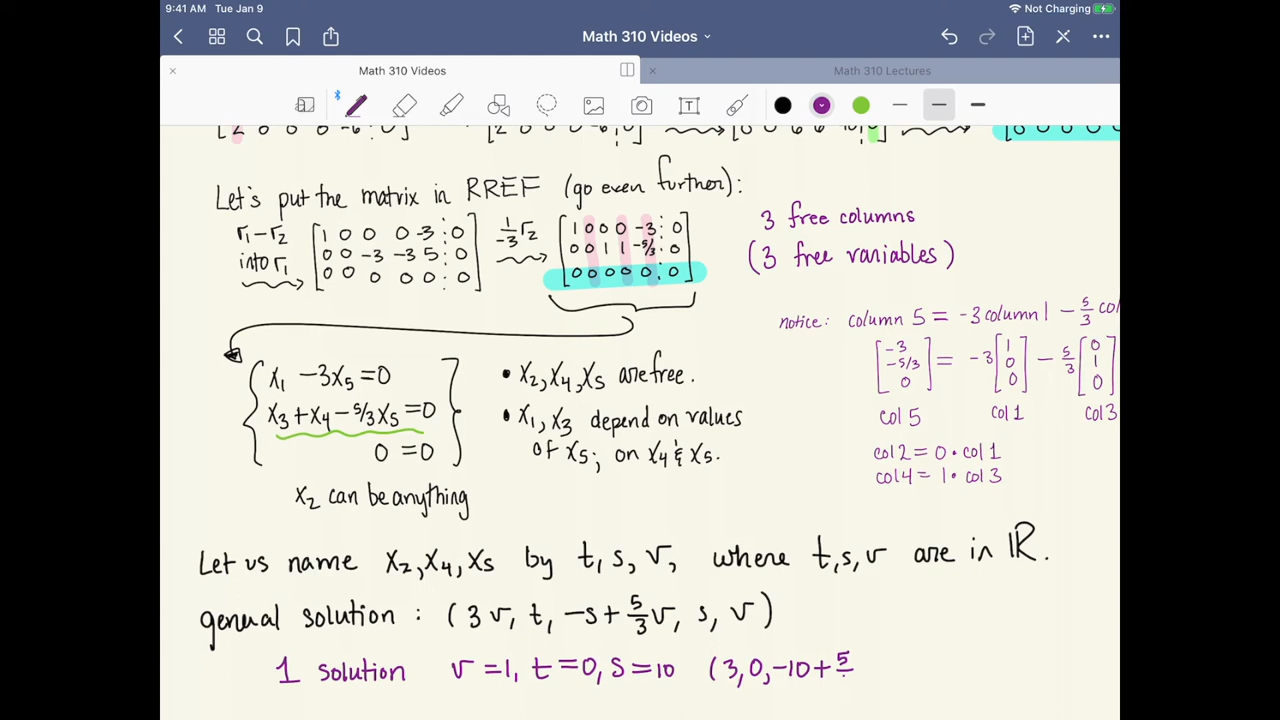 9:41 AM Tue Jan 9
Not Charging
Math 310 Videos
Math 310 Videos
Math 310 Lectures
Let's put the matrix in RREF (go even further):
r1-r2 into r1
[1 0 0 0 -3 : 0
0 0 -3 -3 5 : 0
0 0 0 0 0 : 0]
1/-3 r2
[1 0 0 0 -3 : 0
0 0 1 1 -5/3 : 0
0 0 0 0 0 : 0]
3 free columns
(3 free variables)
notice: column 5 = -3 column 1 - 5/3 col
[-3 -5/3 0] = -3 [1 0 0] - 5/3 [0 1 0]
col 5 col 1 col 3
col 2 = 0 • col 1
col 4 = 1 • col 3
x1 - 3x5 = 0
x3 + x4 - 5/3 x5 = 0
0 = 0
x2 can be anything
• x2, x4, x5 are free.
• x1, x3 depend on values
of x5; on x4 & x5.
Let us name x2, x4, x5 by t, s, v, where t, s, v are in ℝ.
general solution: (3v, t, -s + 5/3 v, s, v)
1 solution v = 1, t = 0, s = 10 (3, 0, -10 + 5